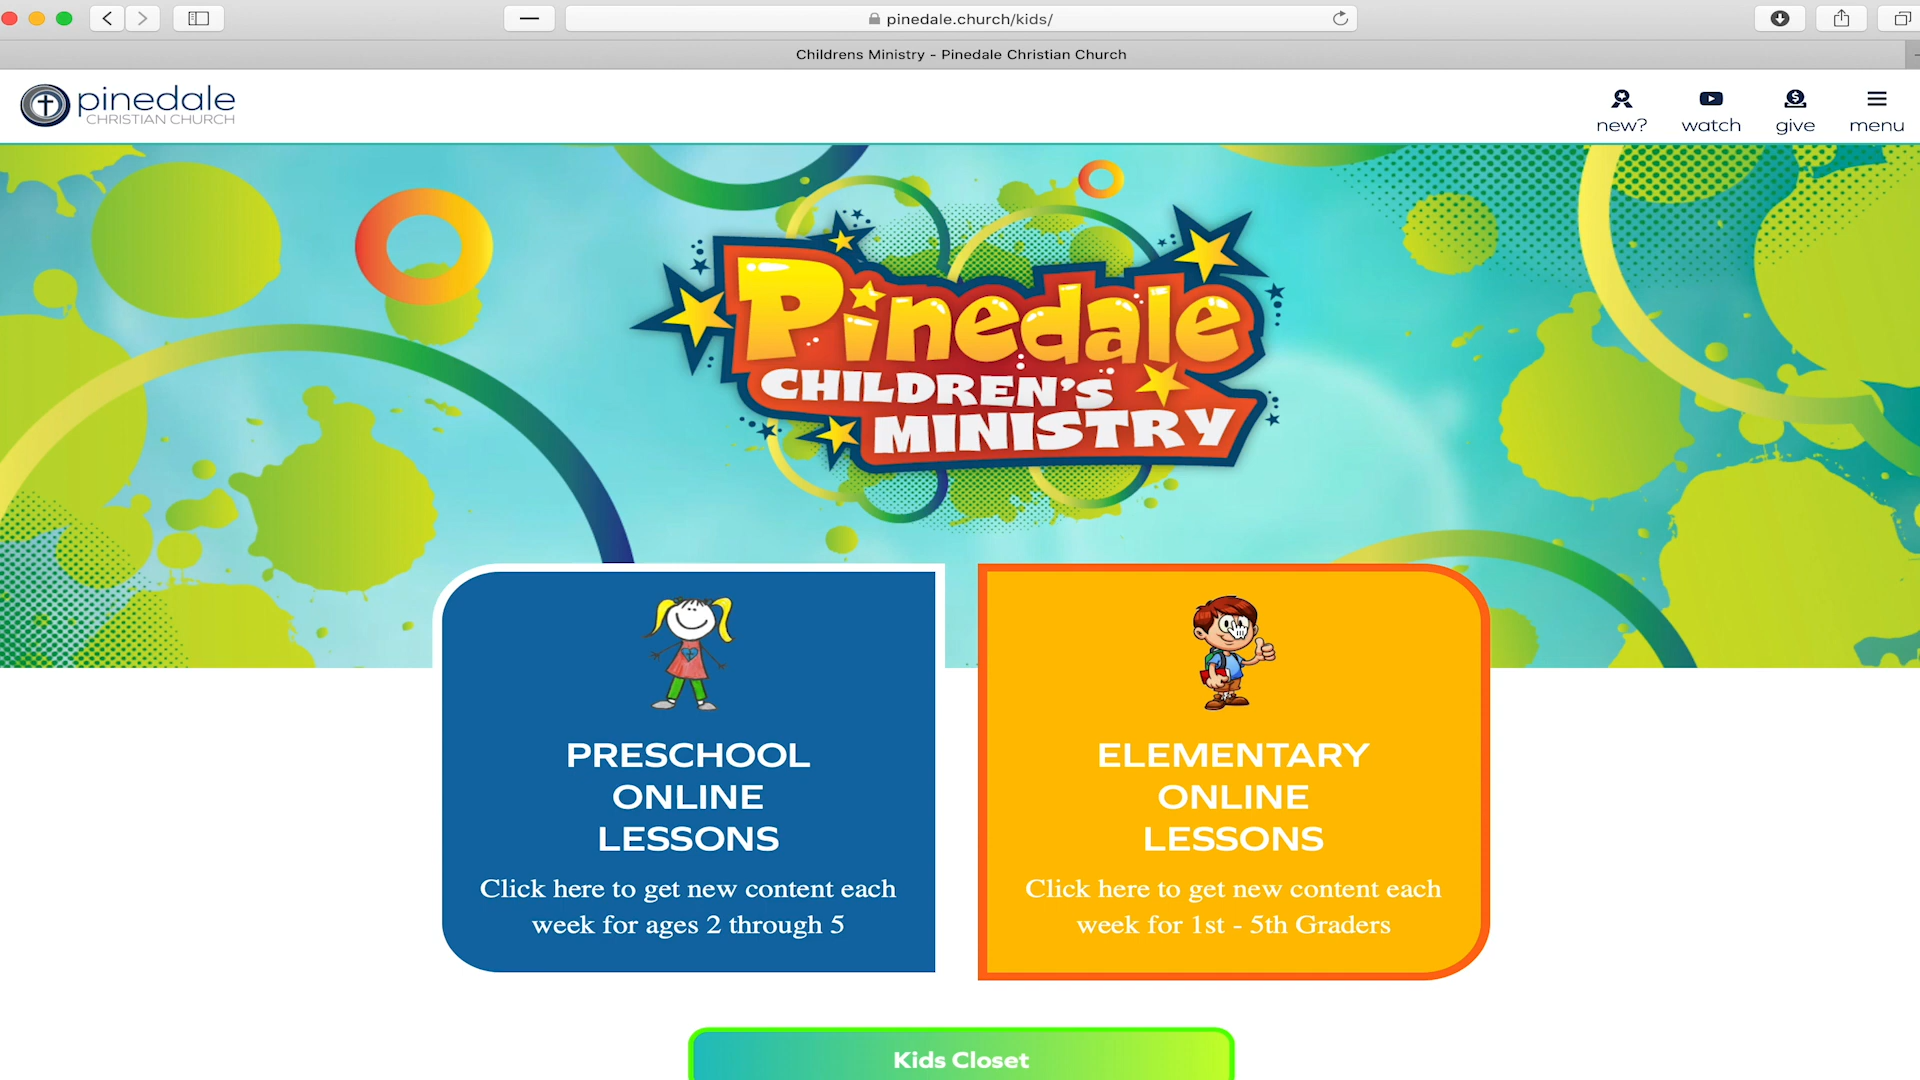 pinedale.church/kids/
Childrens Ministry - Pinedale Christian Church
pinedale
CHRISTIAN CHURCH
new?
watch
give
menu
Pinedale
CHILDREN'S
MINISTRY
PRESCHOOL
ONLINE
LESSONS
Click here to get new content each
week for ages 2 through 5
ELEMENTARY
ONLINE
LESSONS
Click here to get new content each
week for 1st - 5th Graders
Kids Closet